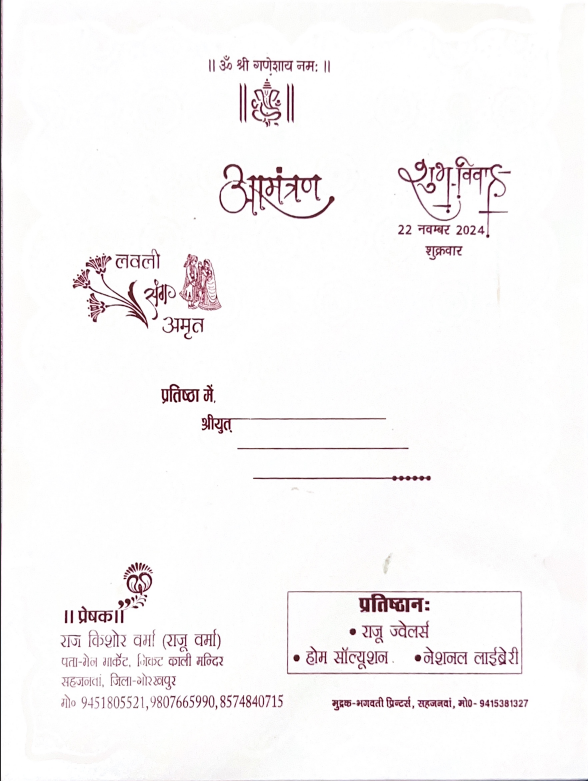 ॥ ॐ श्री गणेशाय नमः ॥
आमंत्रण
शुभ-विवाह
22 नवम्बर 2024
शुक्रवार
लवली
संग
अमृत
प्रतिष्ठा में,
श्रीयुत्
॥ प्रेषक॥
राज किशोर वर्मा (राजू वर्मा)
पता-मेन मार्केट, निकट काली मन्दिर
सहजनवां, जिला-गोरखपुर
मो० 9451805521,9807665990,8574840715
प्रतिष्ठानः
• राजू ज्वेलर्स
• होम सॉल्यूशन • नेशनल लाईब्रेरी
मुद्रक-भगवती प्रिन्टर्स, सहजनवां, मो0- 9415381327